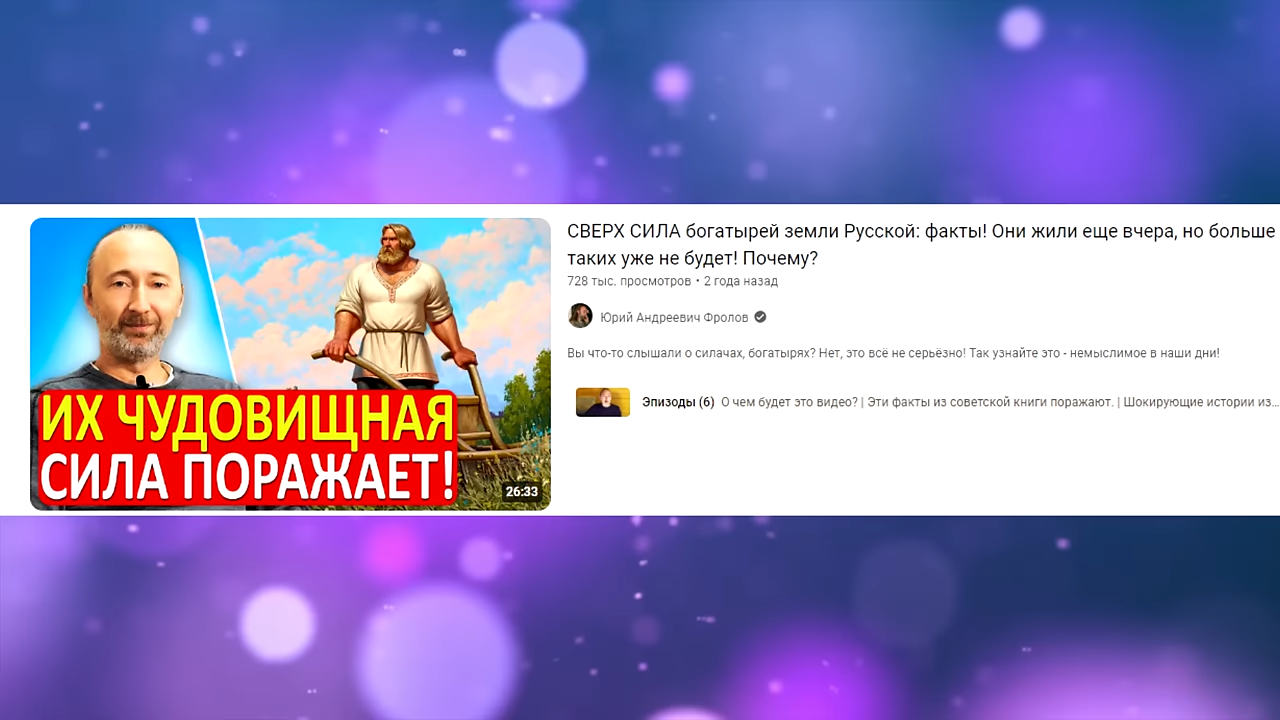 ИХ ЧУДОВИЩНАЯ
СИЛА ПОРАЖАЕТ!
26:33
СВЕРХ СИЛА богатырей земли Русской: факты! Они жили еще вчера, но больше
таких уже не будет! Почему?
728 тыс. просмотров • 2 года назад
Юрий Андреевич Фролов
Вы что-то слышали о силачах, богатырях? Нет, это всё не серьёзно! Так узнайте это - немыслимое в наши дни!
Эпизоды (6) О чем будет это видео? | Эти факты из советской книги поражают. | Шокирующие истории из...